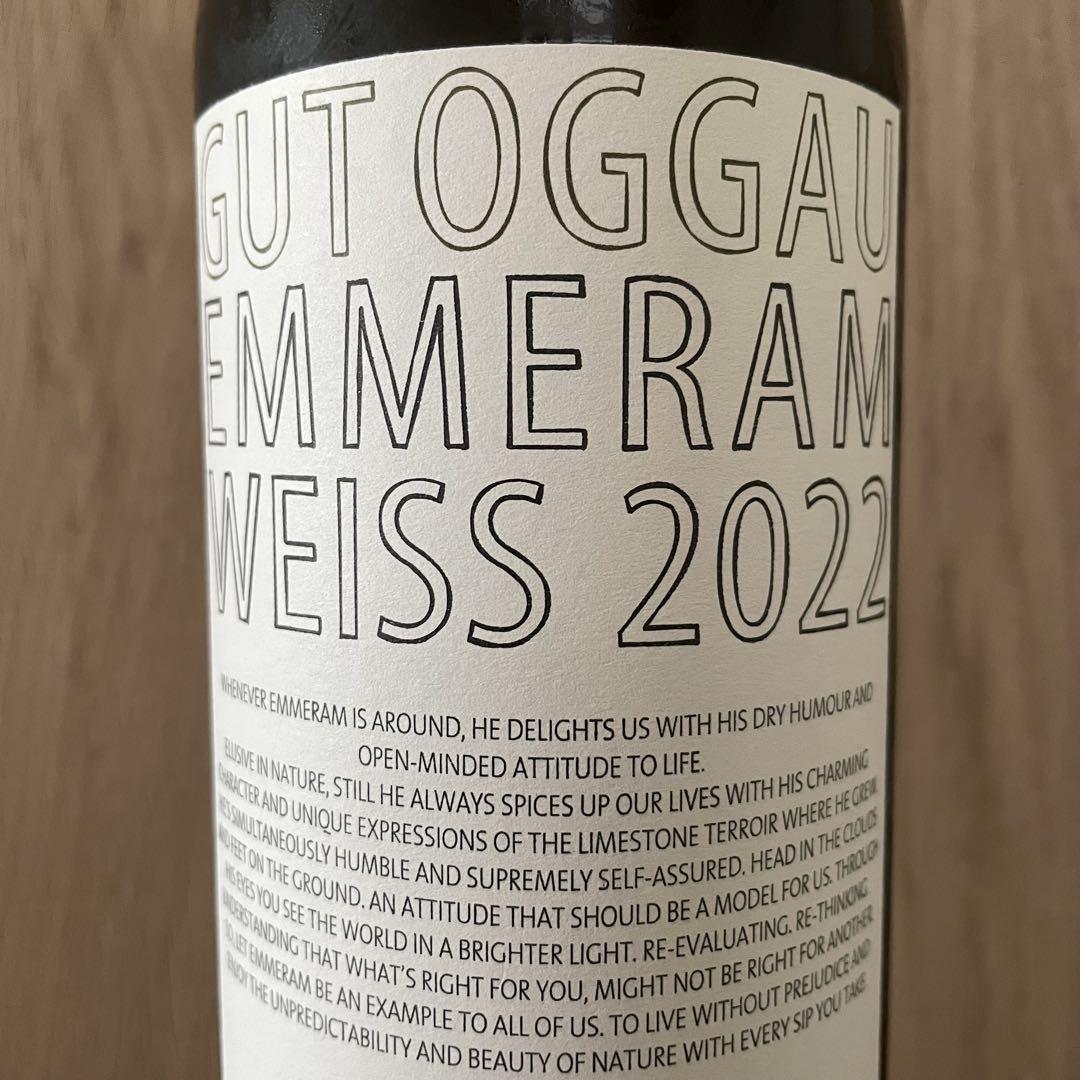 GUT OGGAU
EMMERAM
WEISS 2022
WHENEVER EMMERAM IS AROUND, HE DELIGHTS US WITH HIS DRY HUMOUR AND
OPEN-MINDED ATTITUDE TO LIFE.
ELUSIVE IN NATURE, STILL HE ALWAYS SPICES UP OUR LIVES WITH HIS CHARMING
CHARACTER AND UNIQUE EXPRESSIONS OF THE LIMESTONE TERROIR WHERE HE GREW.
HE'S SIMULTANEOUSLY HUMBLE AND SUPREMELY SELF-ASSURED. HEAD IN THE CLOUDS
AND FEET ON THE GROUND. AN ATTITUDE THAT SHOULD BE A MODEL FOR US. THROUGH
HIS EYES YOU SEE THE WORLD IN A BRIGHTER LIGHT. RE-EVALUATING. RE-THINKING.
UNDERSTANDING THAT WHAT'S RIGHT FOR YOU, MIGHT NOT BE RIGHT FOR ANOTHER.
SO, LET EMMERAM BE AN EXAMPLE TO ALL OF US. TO LIVE WITHOUT PREJUDICE AND
ENJOY THE UNPREDICTABILITY AND BEAUTY OF NATURE WITH EVERY SIP YOU TAKE.